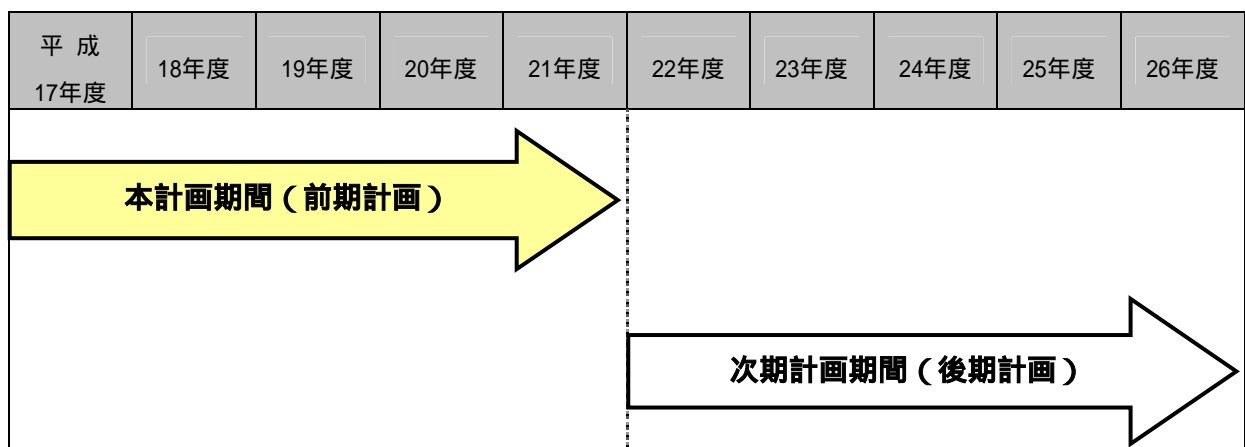 平 成
17年度
18年度
19年度
20年度
21年度
22年度
23年度
24年度
25年度
26年度
本計画期間（前期計画）
次期計画期間（後期計画）